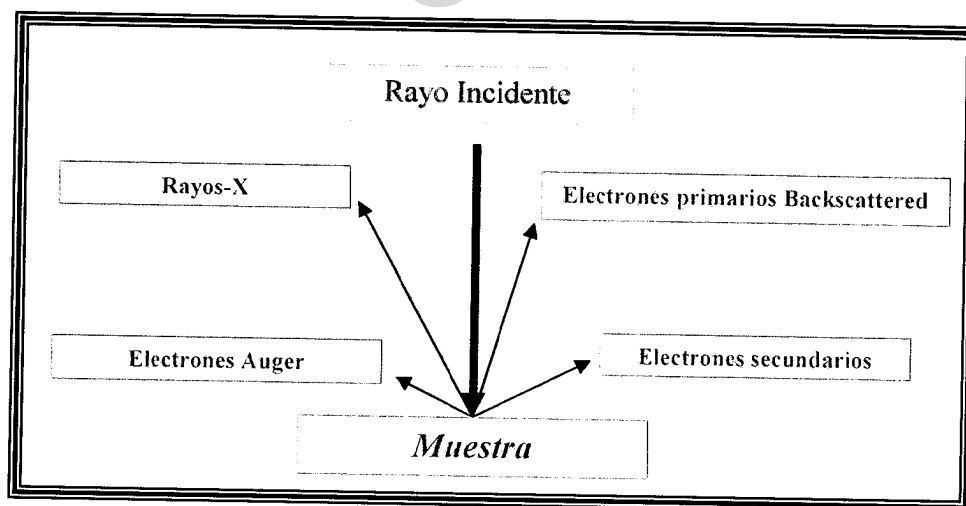 Rayo Incidente
Rayos-X
Electrones primarios Backscattered
Electrones Auger
Electrones secundarios
Muestra